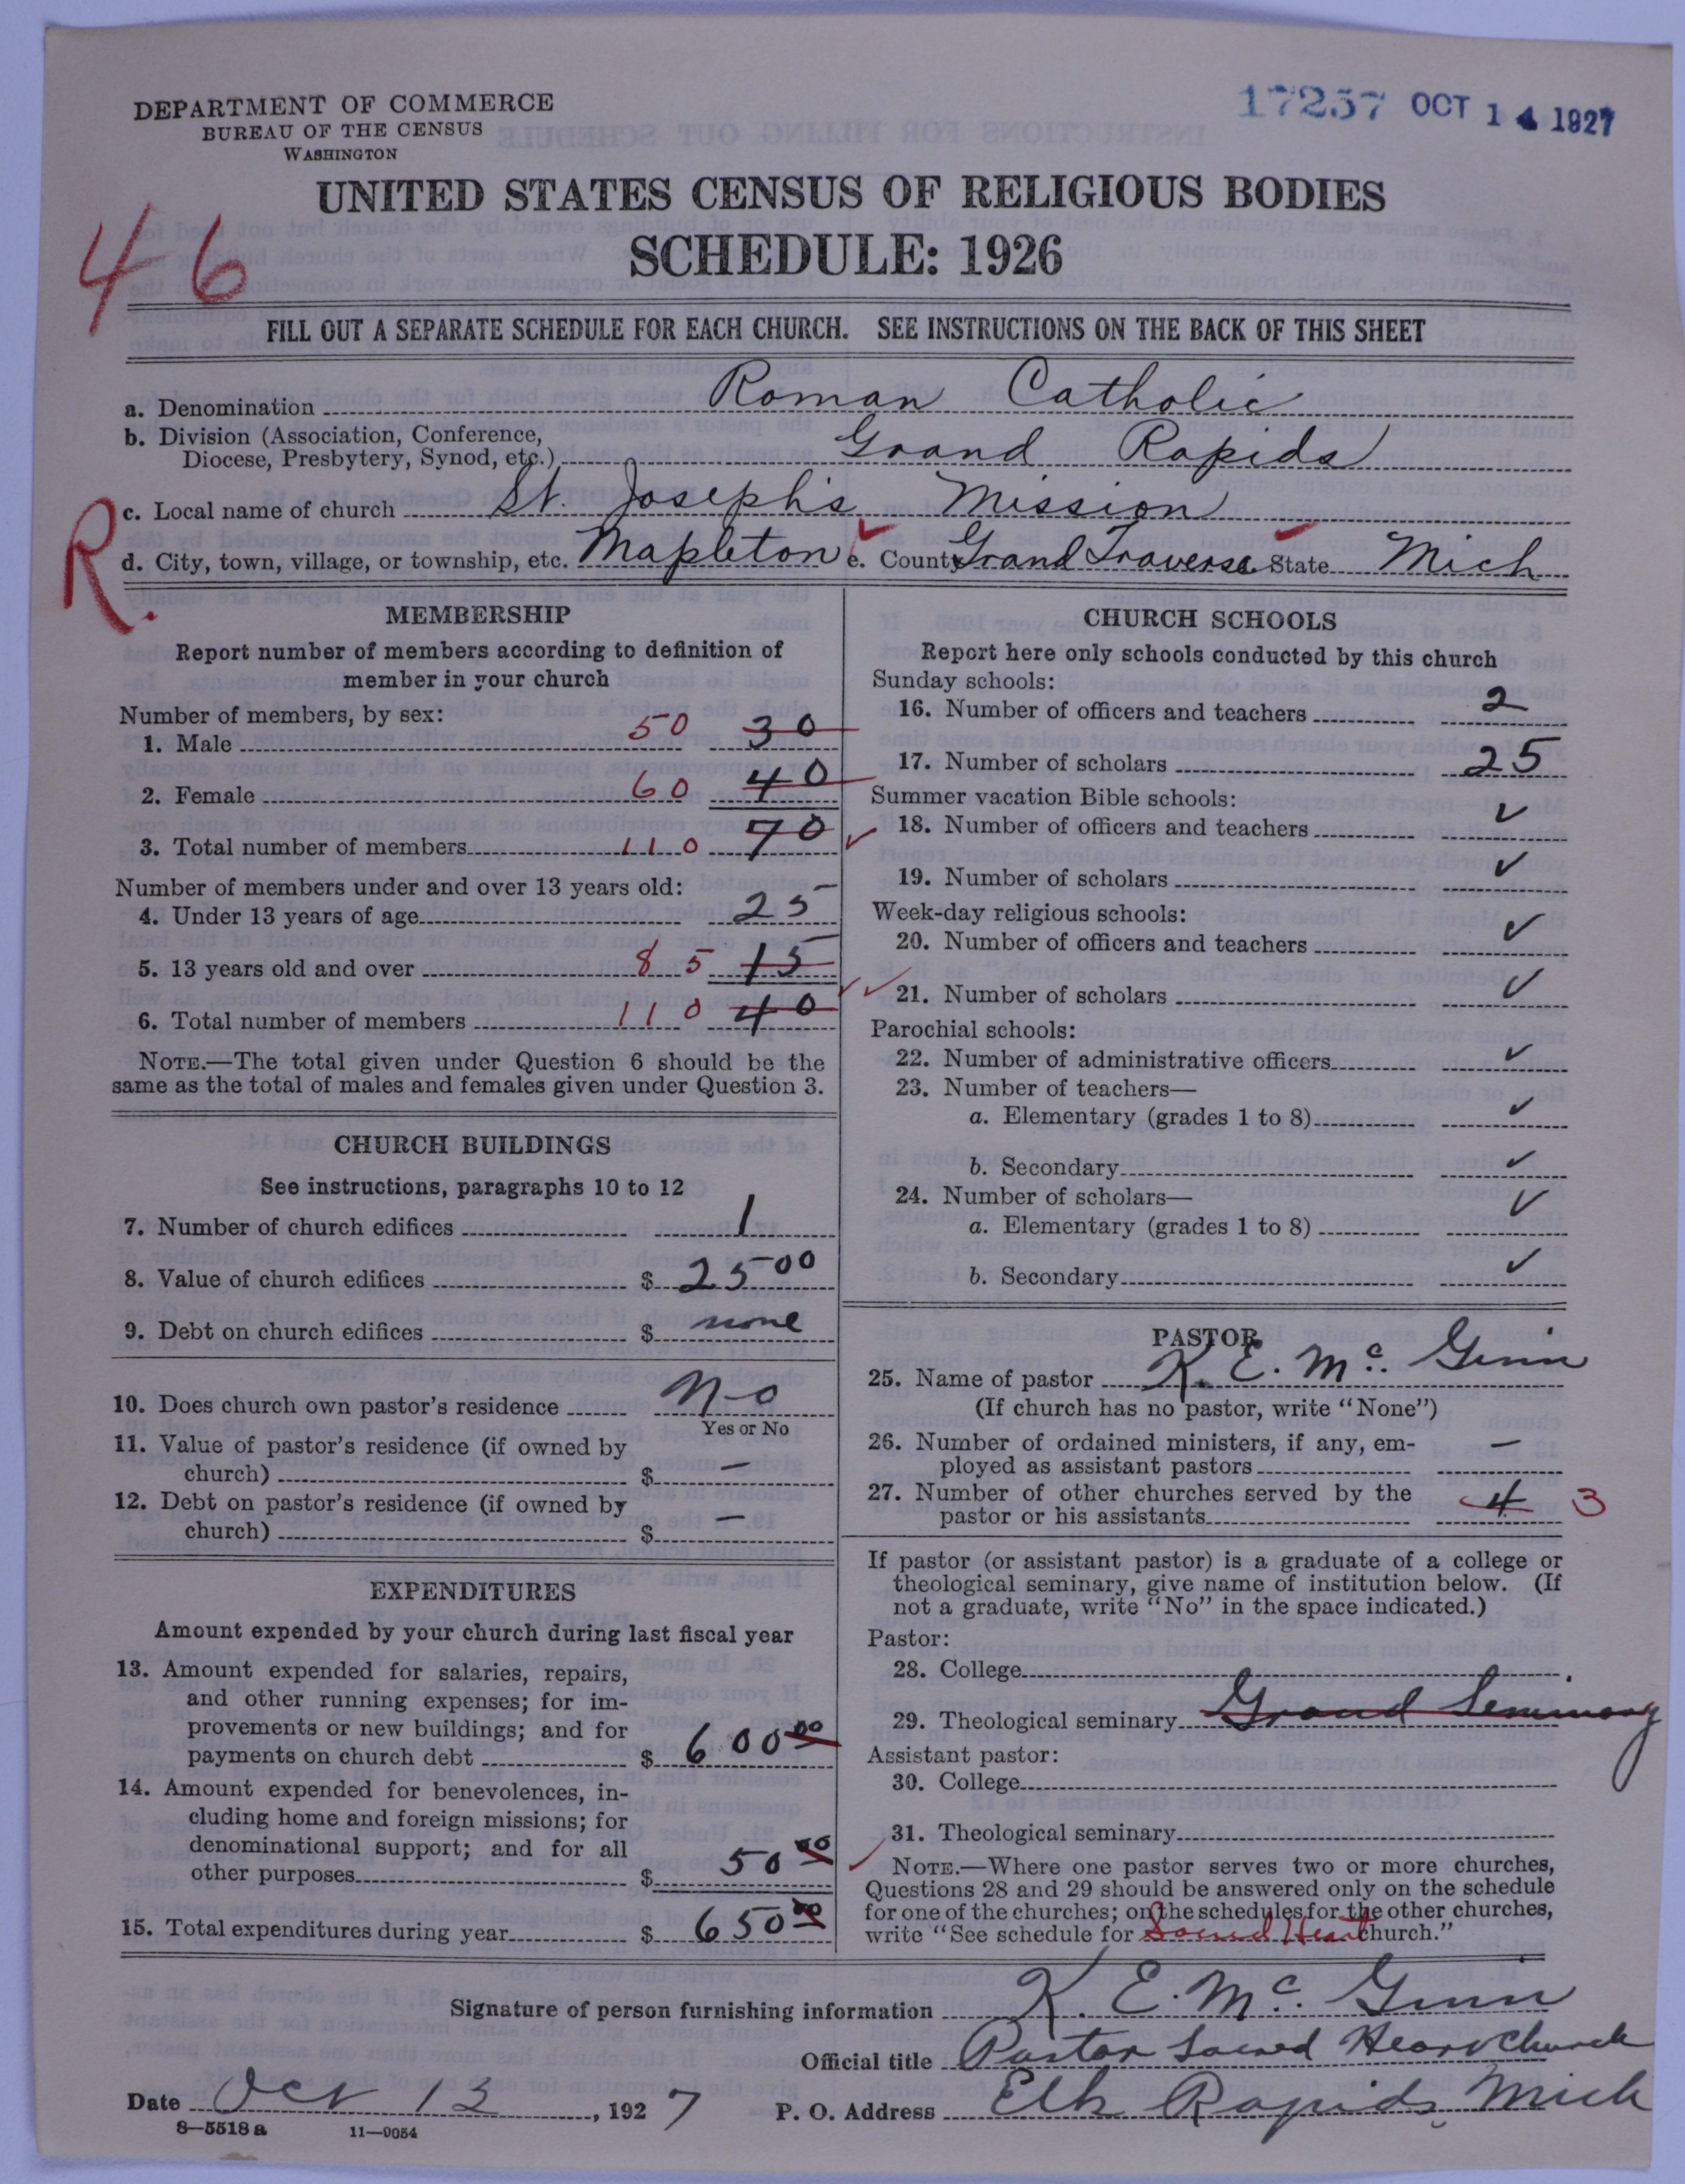 17257 OCT 14 1927
DEPARTMENT OF COMMERCE
BUREAU OF THE CENSUS
WASHINGTON
UNITED STATES CENSUS OF RELIGIOUS BODIES
SCHEDULE: 1926
46
FILL OUT A SEPARATE SCHEDULE FOR EACH CHURCH. SEE INSTRUCTIONS ON THE BACK OF THIS SHEET
a. Denomination Roman Catholic
b. Division (Association, Conference,
Diocese, Presbytery, Synod, etc.) Grand Rapids
c. Local name of church St. Joseph's Mission
R.
d. City, town, village, or township, etc. Mapleton e. County Grand Traverse State Mich
MEMBERSHIP
Report number of members according to definition of
member in your church
Number of members, by sex:
1. Male 50 30
2. Female 60 40
3. Total number of members 110 70
Number of members under and over 13 years old:
4. Under 13 years of age 25
5. 13 years old and over 85 15
6. Total number of members 110 40
NOTE.—The total given under Question 6 should be the
same as the total of males and females given under Question 3.
CHURCH BUILDINGS
See instructions, paragraphs 10 to 12
7. Number of church edifices 1
8. Value of church edifices $ 2500
9. Debt on church edifices $ none
10. Does church own pastor's residence No
Yes or No
11. Value of pastor's residence (if owned by
church) $ —
12. Debt on pastor's residence (if owned by
church) $ —
EXPENDITURES
Amount expended by your church during last fiscal year
13. Amount expended for salaries, repairs,
and other running expenses; for im-
provements or new buildings; and for
payments on church debt $ 600 00
14. Amount expended for benevolences, in-
cluding home and foreign missions; for
denominational support; and for all
other purposes $ 50 00
15. Total expenditures during year $ 650 00
CHURCH SCHOOLS
Report here only schools conducted by this church
Sunday schools:
16. Number of officers and teachers 2
17. Number of scholars 25
Summer vacation Bible schools:
18. Number of officers and teachers ✓
19. Number of scholars ✓
Week-day religious schools:
20. Number of officers and teachers ✓
21. Number of scholars ✓
Parochial schools:
22. Number of administrative officers ✓
23. Number of teachers—
a. Elementary (grades 1 to 8) ✓
b. Secondary ✓
24. Number of scholars— ✓
a. Elementary (grades 1 to 8)
b. Secondary ✓
PASTOR
25. Name of pastor K. E. Mc. Ginn
(If church has no pastor, write "None")
26. Number of ordained ministers, if any, em-
ployed as assistant pastors —
27. Number of other churches served by the
pastor or his assistants 4 3
If pastor (or assistant pastor) is a graduate of a college or
theological seminary, give name of institution below. (If
not a graduate, write "No" in the space indicated.)
Pastor:
28. College
29. Theological seminary Grand Seminary
Assistant pastor:
30. College
31. Theological seminary
NOTE.—Where one pastor serves two or more churches,
Questions 28 and 29 should be answered only on the schedule
for one of the churches; on the schedules for the other churches,
write "See schedule for Sacred Heart church."
Signature of person furnishing information K. E. Mc. Ginn
Official title Pastor Sacred Heart Church
Date Oct 13, 1927 P. O. Address Elk Rapids, Mich
8—5518 a 11—9054